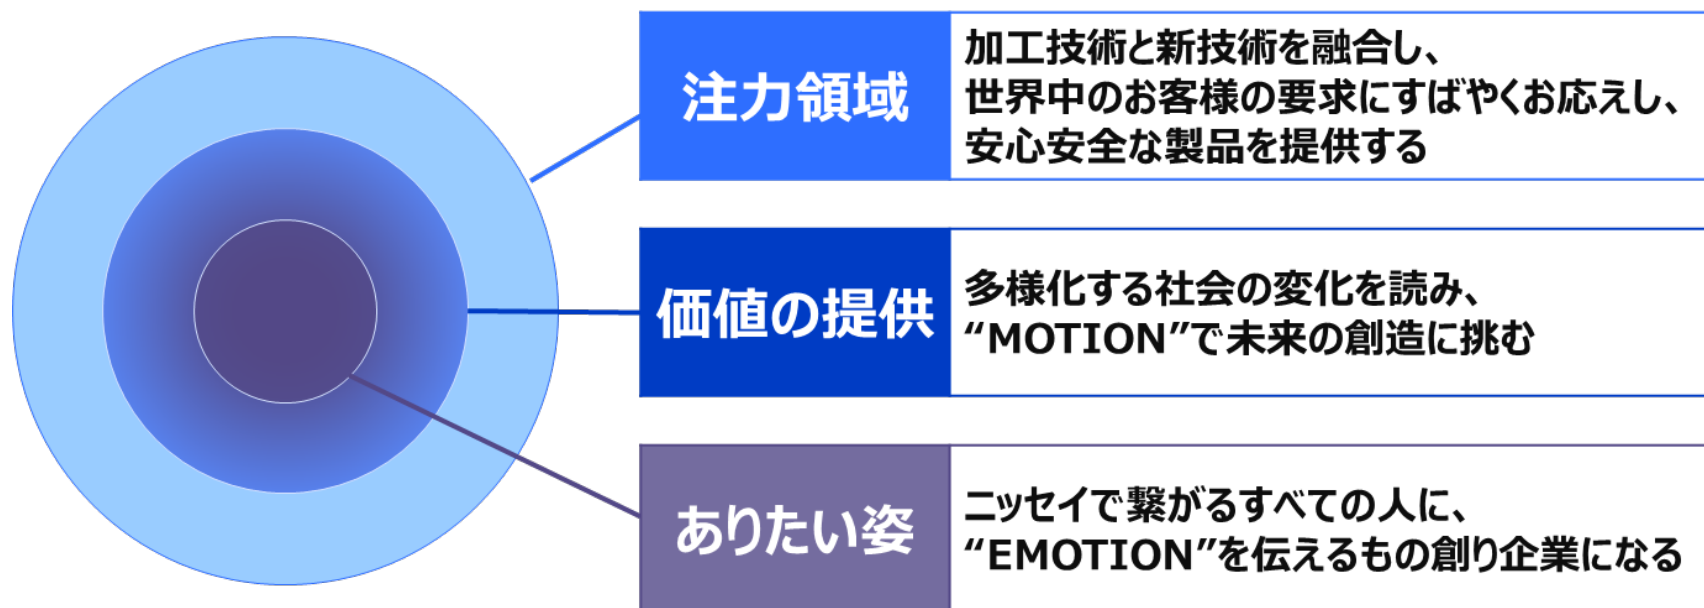 注力領域
加工技術と新技術を融合し、
世界中のお客様の要求にすばやくお応えし、
安心安全な製品を提供する
価値の提供
多様化する社会の変化を読み、
“MOTION”で未来の創造に挑む
ありたい姿
ニッセイで繋がるすべての人に、
“EMOTION”を伝えるもの創り企業になる